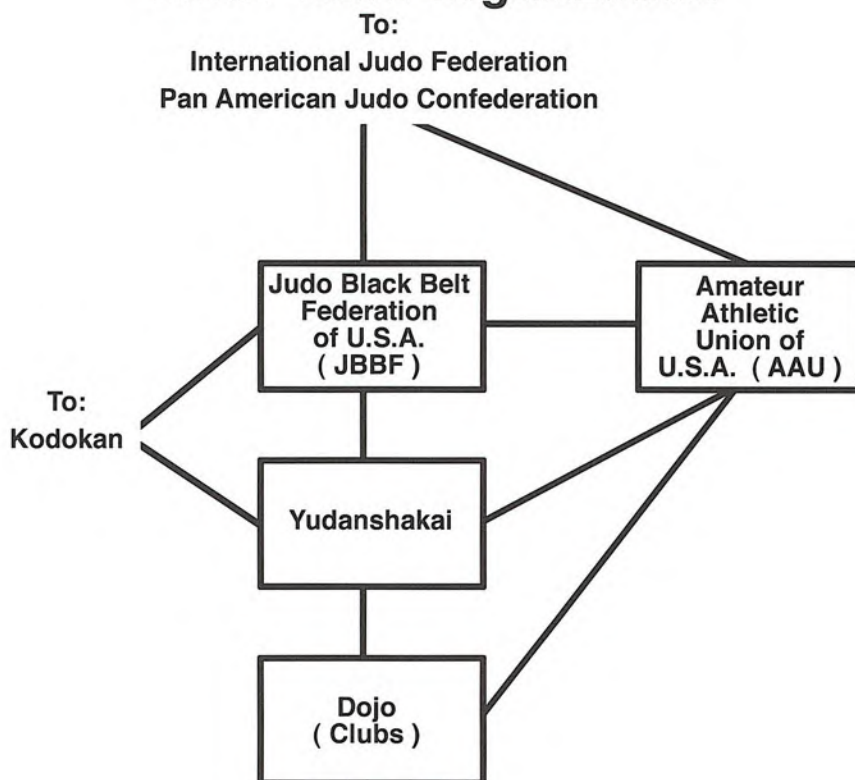 To:
International Judo Federation
Pan American Judo Confederation
Judo Black Belt
Federation
of U.S.A.
( JBBF )
Amateur
Athletic
Union of
U.S.A. ( AAU )
To:
Kodokan
Yudanshakai
Dojo
( Clubs )